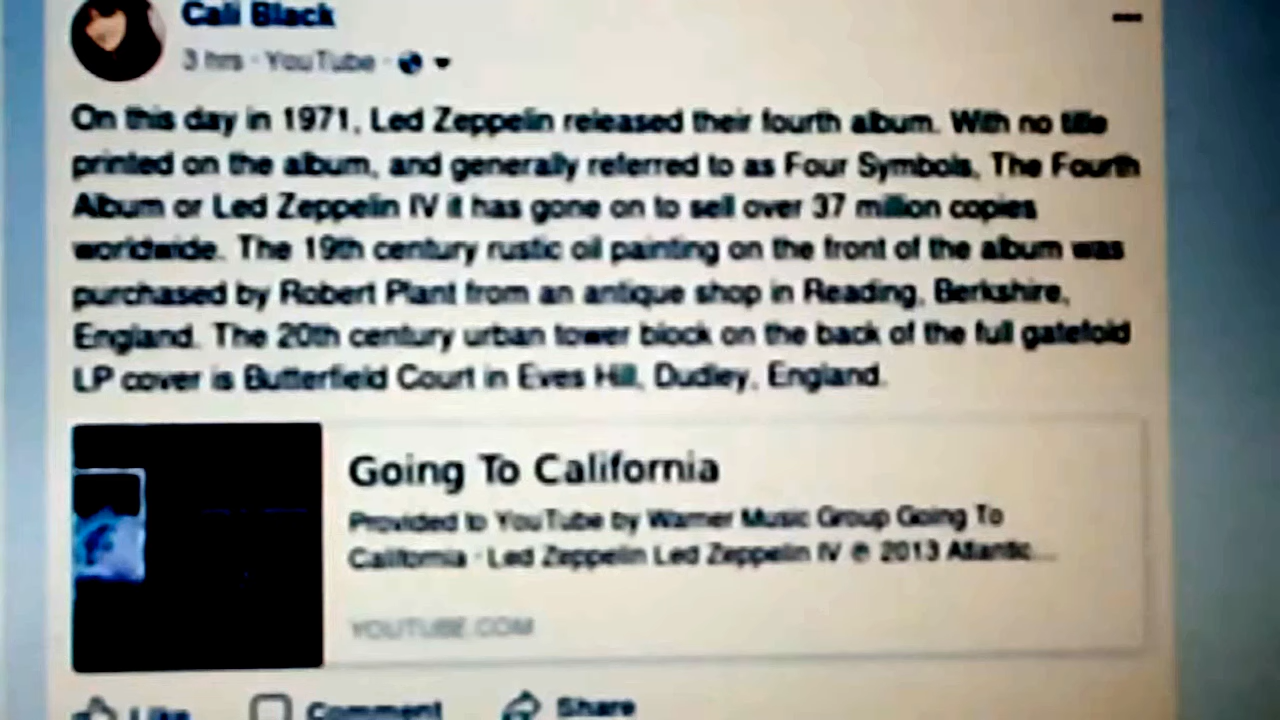 Cali Black
3 hrs · YouTube ·
On this day in 1971, Led Zeppelin released their fourth album. With no title
printed on the album, and generally referred to as Four Symbols, The Fourth
Album or Led Zeppelin IV it has gone on to sell over 37 million copies
worldwide. The 19th century rustic oil painting on the front of the album was
purchased by Robert Plant from an antique shop in Reading, Berkshire,
England. The 20th century urban tower block on the back of the full gatefold
LP cover is Butterfield Court in Eves Hill, Dudley, England.
Going To California
Provided to YouTube by Warner Music Group Going To
California · Led Zeppelin Led Zeppelin IV ℗ 2013 Atlantic...
YOUTUBE.COM
Like Comment Share